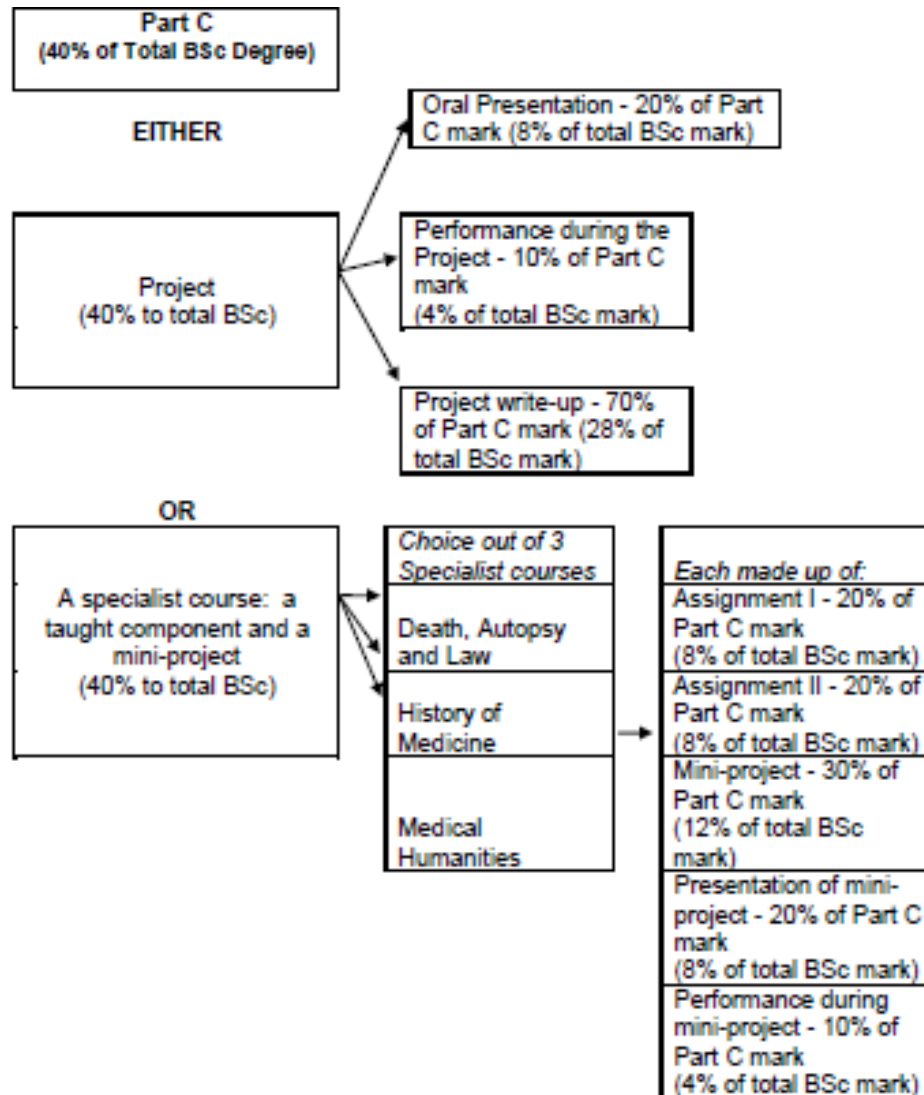 Part C
(40% of Total BSc Degree)
EITHER
Oral Presentation - 20% of Part
C mark (8% of total BSc mark)
Project
(40% to total BSc)
Performance during the
Project - 10% of Part C
mark
(4% of total BSc mark)
Project write-up - 70%
of Part C mark (28% of
total BSc mark)
OR
A specialist course: a
taught component and a
mini-project
(40% to total BSc)
Choice out of 3
Specialist courses
Death, Autopsy
and Law
History of
Medicine
Medical
Humanities
Each made up of:
Assignment I - 20% of
Part C mark
(8% of total BSc mark)
Assignment II - 20% of
Part C mark
(8% of total BSc mark)
Mini-project - 30% of
Part C mark
(12% of total BSc
mark)
Presentation of mini-
project - 20% of Part C
mark
(8% of total BSc mark)
Performance during
mini-project - 10% of
Part C mark
(4% of total BSc mark)